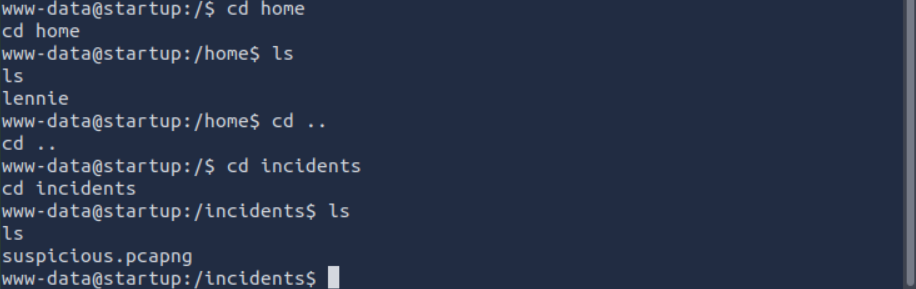 www-data@startup:/$ cd home
cd home
www-data@startup:/home$ ls
ls
lennie
www-data@startup:/home$ cd ..
cd ..
www-data@startup:/$ cd incidents
cd incidents
www-data@startup:/incidents$ ls
ls
suspicious.pcapng
www-data@startup:/incidents$